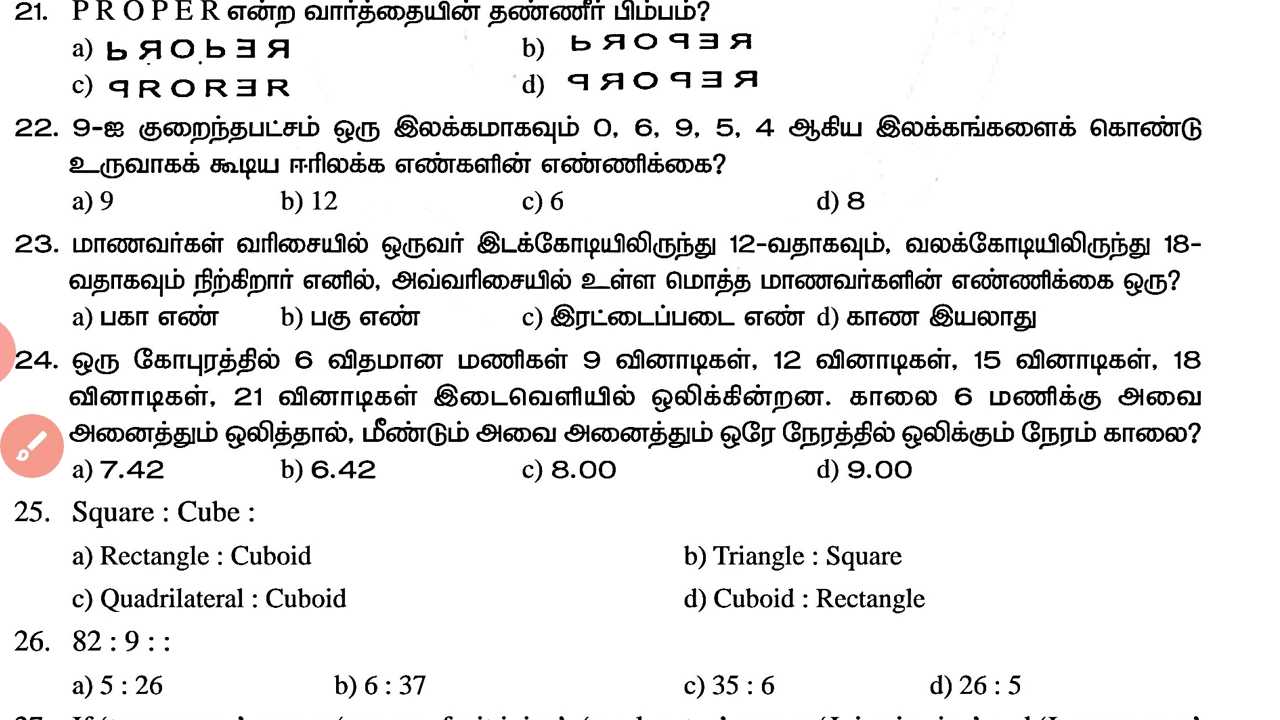 21. P R O P E R என்ற வார்த்தையின் தண்ணீர் பிம்பம்?
a) b)
c) d)
22. 9-ஐ குறைந்தபட்சம் ஒரு இலக்கமாகவும் 0, 6, 9, 5, 4 ஆகிய இலக்கங்களைக் கொண்டு
உருவாகக் கூடிய ஈரிலக்க எண்களின் எண்ணிக்கை?
a) 9 b) 12 c) 6 d) 8
23. மாணவர்கள் வரிசையில் ஒருவர் இடக்கோடியிலிருந்து 12-வதாகவும், வலக்கோடியிலிருந்து 18-
வதாகவும் நிற்கிறார் எனில், அவ்வரிசையில் உள்ள மொத்த மாணவர்களின் எண்ணிக்கை ஒரு?
a) பகா எண் b) பகு எண் c) இரட்டைப்படை எண் d) காண இயலாது
24. ஒரு கோபுரத்தில் 6 விதமான மணிகள் 9 வினாடிகள், 12 வினாடிகள், 15 வினாடிகள், 18
வினாடிகள், 21 வினாடிகள் இடைவெளியில் ஒலிக்கின்றன. காலை 6 மணிக்கு அவை
அனைத்தும் ஒலித்தால், மீண்டும் அவை அனைத்தும் ஒரே நேரத்தில் ஒலிக்கும் நேரம் காலை?
a) 7.42 b) 6.42 c) 8.00 d) 9.00
25. Square : Cube :
a) Rectangle : Cuboid b) Triangle : Square
c) Quadrilateral : Cuboid d) Cuboid : Rectangle
26. 82 : 9 : :
a) 5 : 26 b) 6 : 37 c) 35 : 6 d) 26 : 5